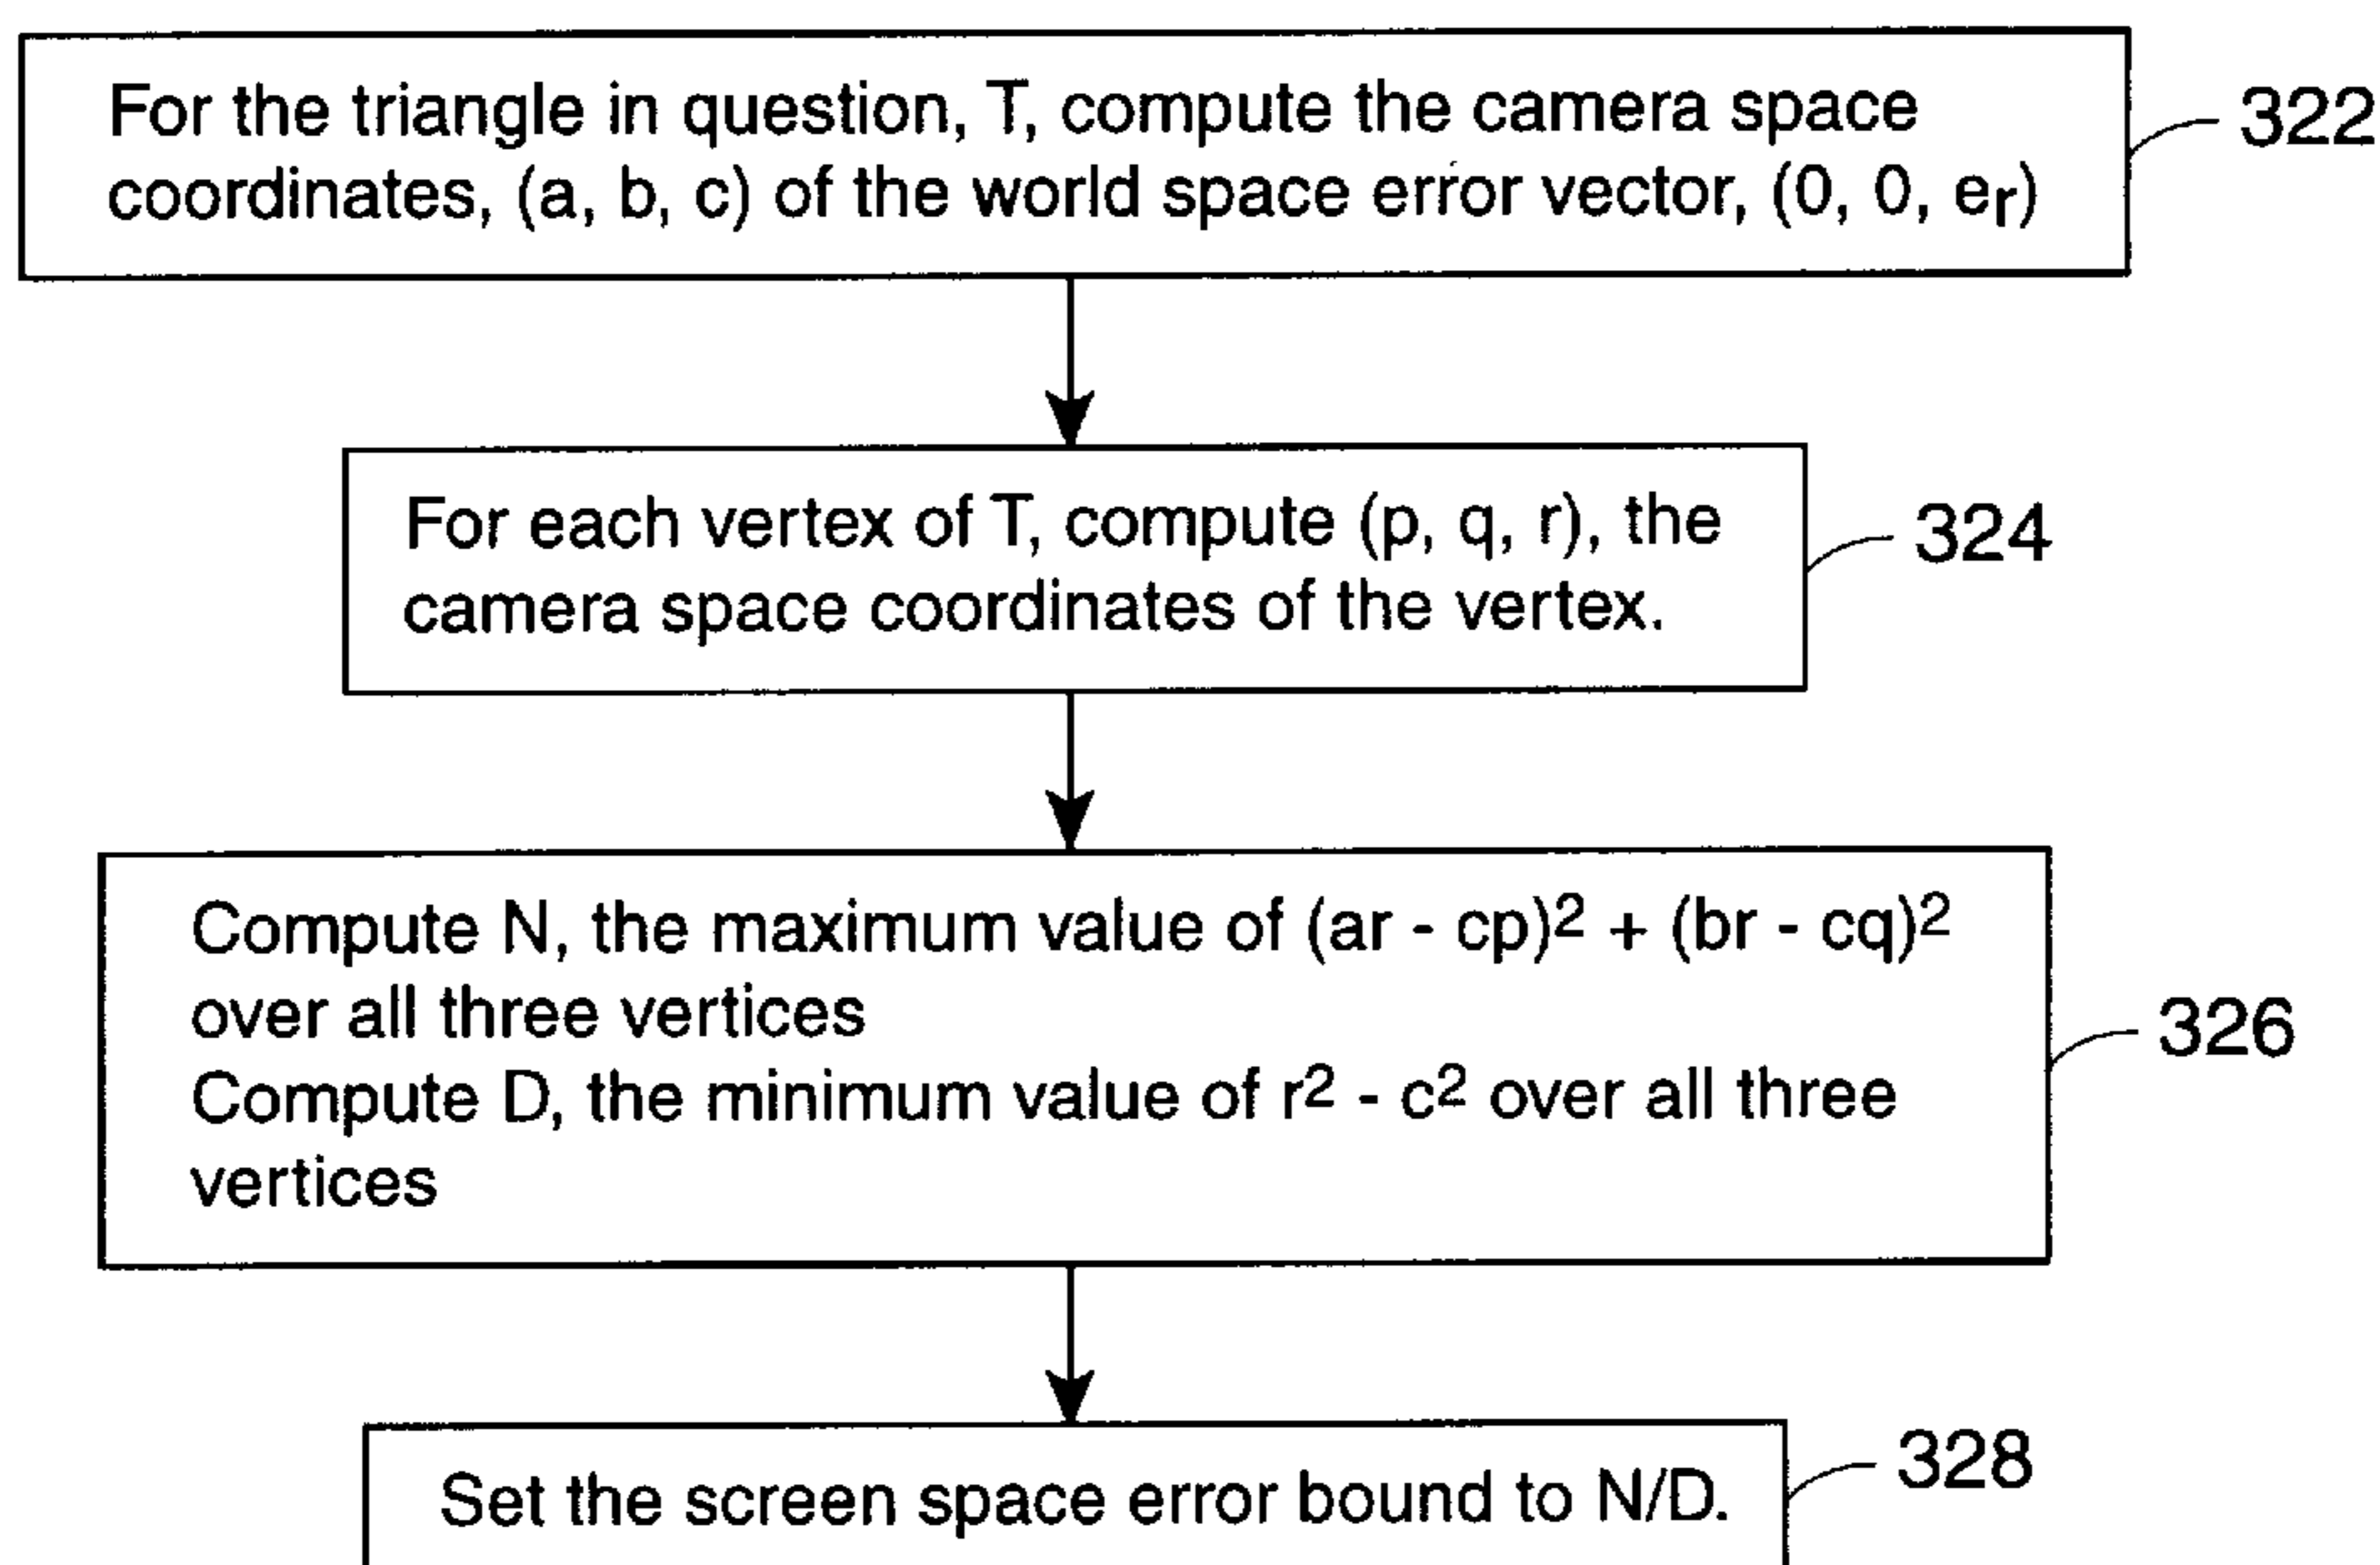 For the triangle in question, T, compute the camera space 322
coordinates, (a, b, c) of the world space error vector, (0, 0, eᵣ)
For each vertex of T, compute (p, q, r), the 324
camera space coordinates of the vertex.
Compute N, the maximum value of (ar - cp)² + (br - cq)²
over all three vertices 326
Compute D, the minimum value of r² - c² over all three
vertices
Set the screen space error bound to N/D. 328